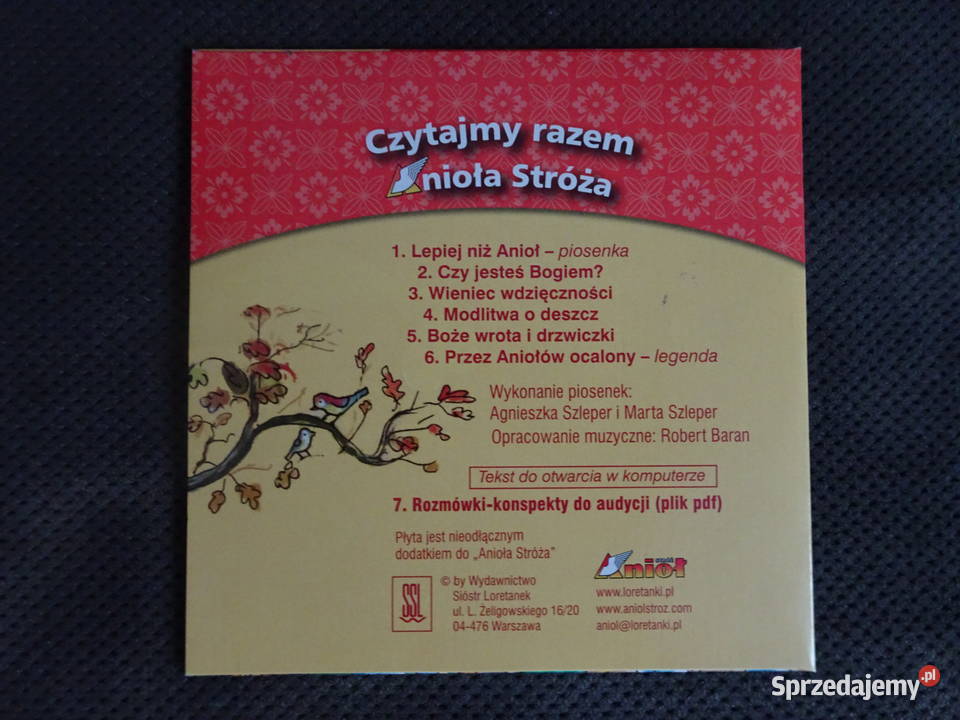 Czytajmy razem
Anioła Stróża
1. Lepiej niż Anioł – piosenka
2. Czy jesteś Bogiem?
3. Wieniec wdzięczności
4. Modlitwa o deszcz
5. Boże wrota i drzwiczki
6. Przez Aniołów ocalony – legenda
Wykonanie piosenek:
Agnieszka Szleper i Marta Szleper
Opracowanie muzyczne: Robert Baran
Tekst do otwarcia w komputerze
7. Rozmówki-konspekty do audycji (plik pdf)
Płyta jest nieodłącznym
dodatkiem do „Anioła Stróża”
SSL
© by Wydawnictwo
Sióstr Loretanek
ul. L. Żeligowskiego 16/20
04-476 Warszawa
Anioł
www.loretanki.pl
www.aniolstroz.com
aniol@loretanki.pl
Sprzedajemy.pl